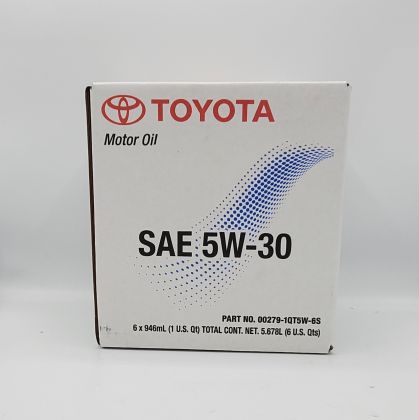 TOYOTA
Motor Oil
SAE 5W-30
PART NO. 00279-1QT5W-6S
6 x 946mL (1 U.S. Qt) TOTAL CONT. NET. 5.678L (6 U.S. Qts)